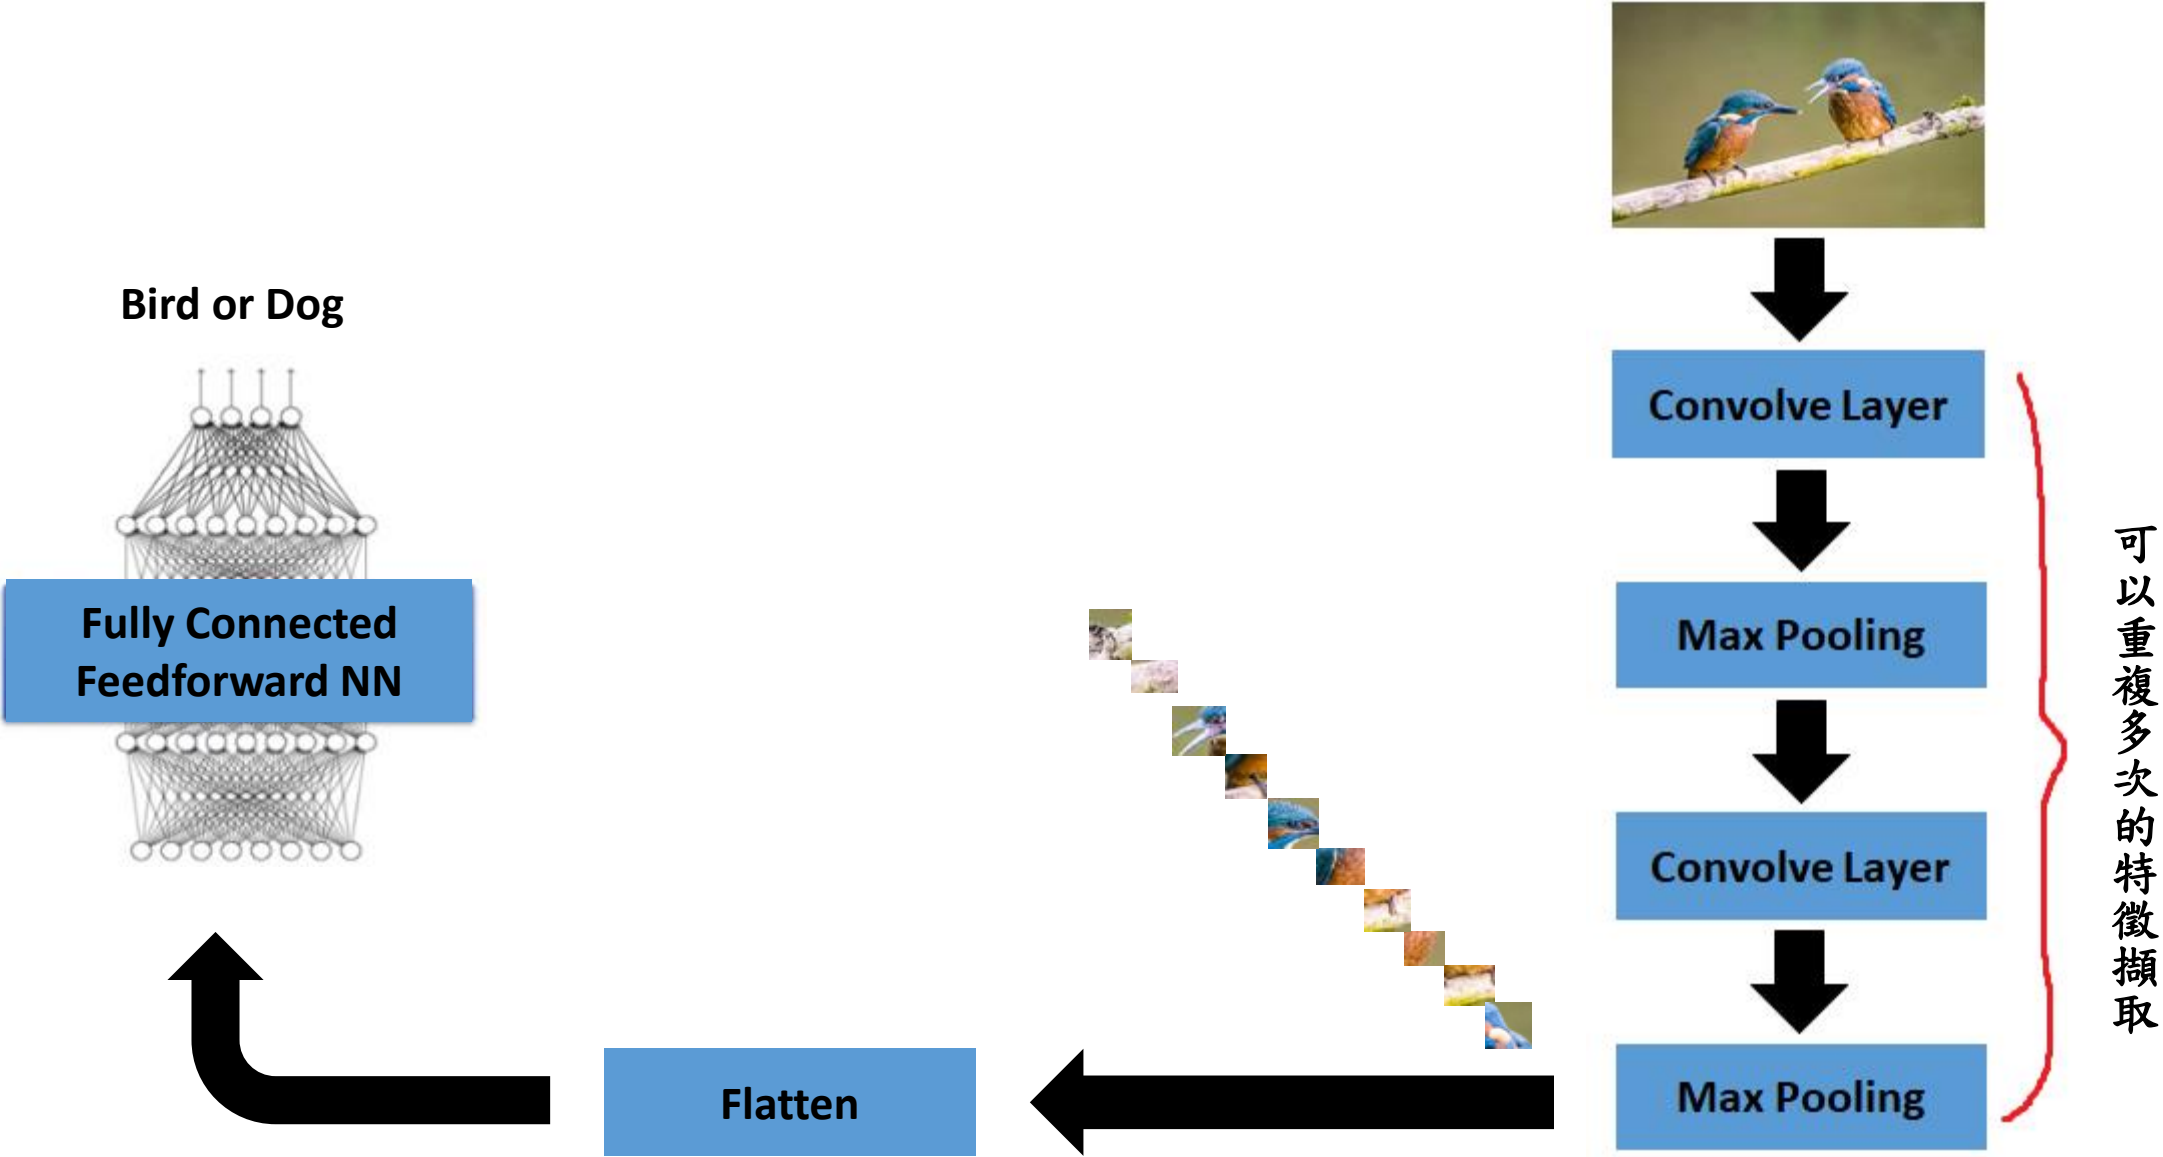 Convolve Layer
Max Pooling
Convolve Layer
Max Pooling
可以重複多次的特徵擷取
Flatten
Fully Connected
Feedforward NN
Bird or Dog